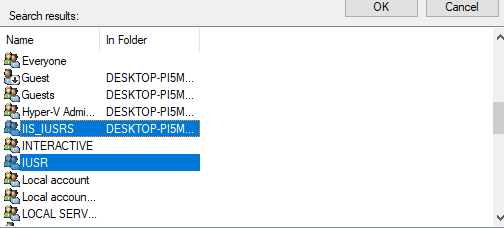 OK Cancel
Search results:
Name In Folder
Everyone
Guest DESKTOP-PI5M...
Guests DESKTOP-PI5M...
Hyper-V Admi... DESKTOP-PI5M...
IIS_IUSRS DESKTOP-PI5M...
INTERACTIVE
IUSR
Local account
Local accoun...
LOCAL SERV...